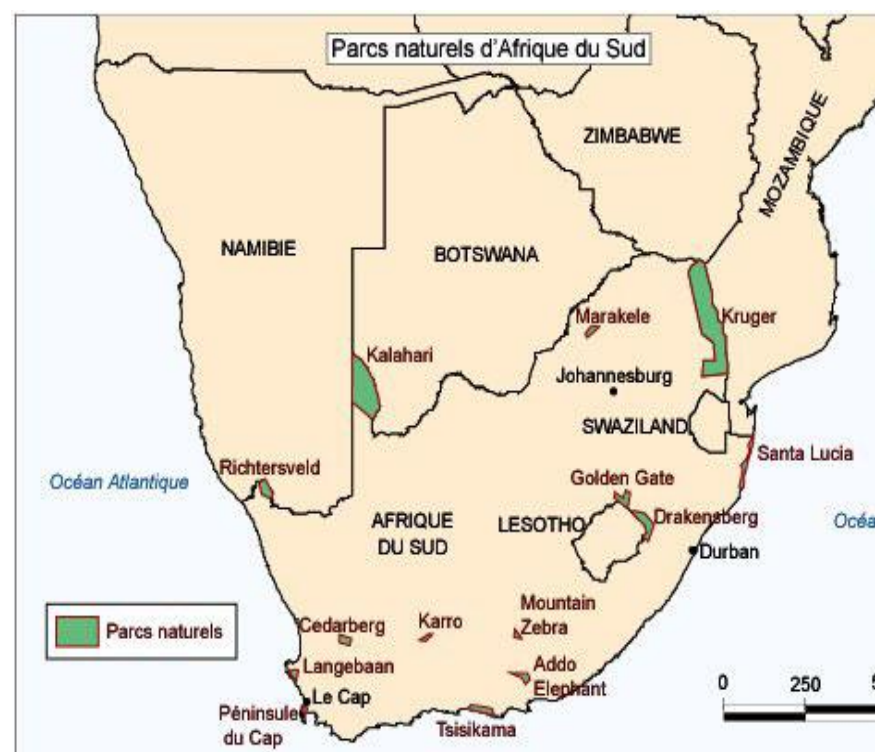 Parcs naturels d'Afrique du Sud
ZIMBABWE
MOZAMBIQUE
NAMIBIE
BOTSWANA
Marakele
Kruger
Kalahari
Johannesburg
SWAZILAND
Santa Lucia
Richtersveld
Golden Gate
Océan Atlantique
AFRIQUE
DU SUD
LESOTHO
Drakensberg
Océa
Durban
Mountain
Zebra
Parcs naturels
Cedarberg
Karro
Langebaan
Addo
Elephant
Le Cap
Péninsule
du Cap
Tsisikama
0 250